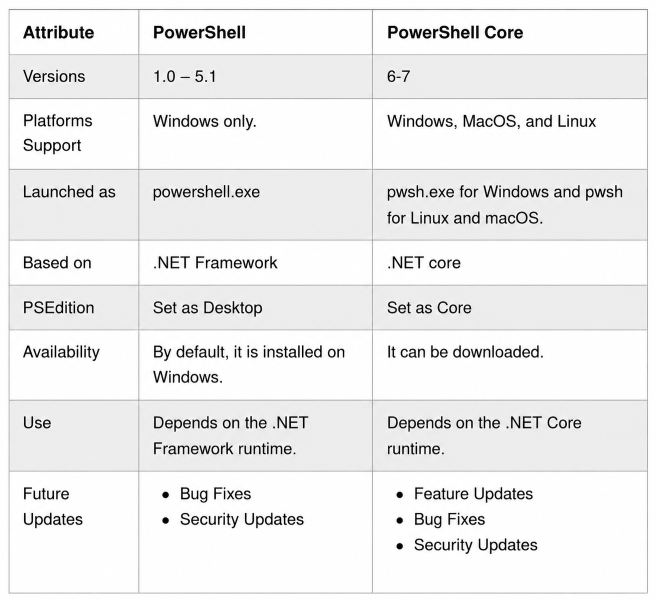 Attribute PowerShell PowerShell Core
Versions 1.0 – 5.1 6-7
Platforms Support Windows only. Windows, MacOS, and Linux
Launched as powershell.exe pwsh.exe for Windows and pwsh
for Linux and macOS.
Based on .NET Framework .NET core
PSEdition Set as Desktop Set as Core
Availability By default, it is installed on
Windows. It can be downloaded.
Use Depends on the .NET
Framework runtime. Depends on the .NET Core
runtime.
Future
Updates
• Bug Fixes
• Security Updates
• Feature Updates
• Bug Fixes
• Security Updates